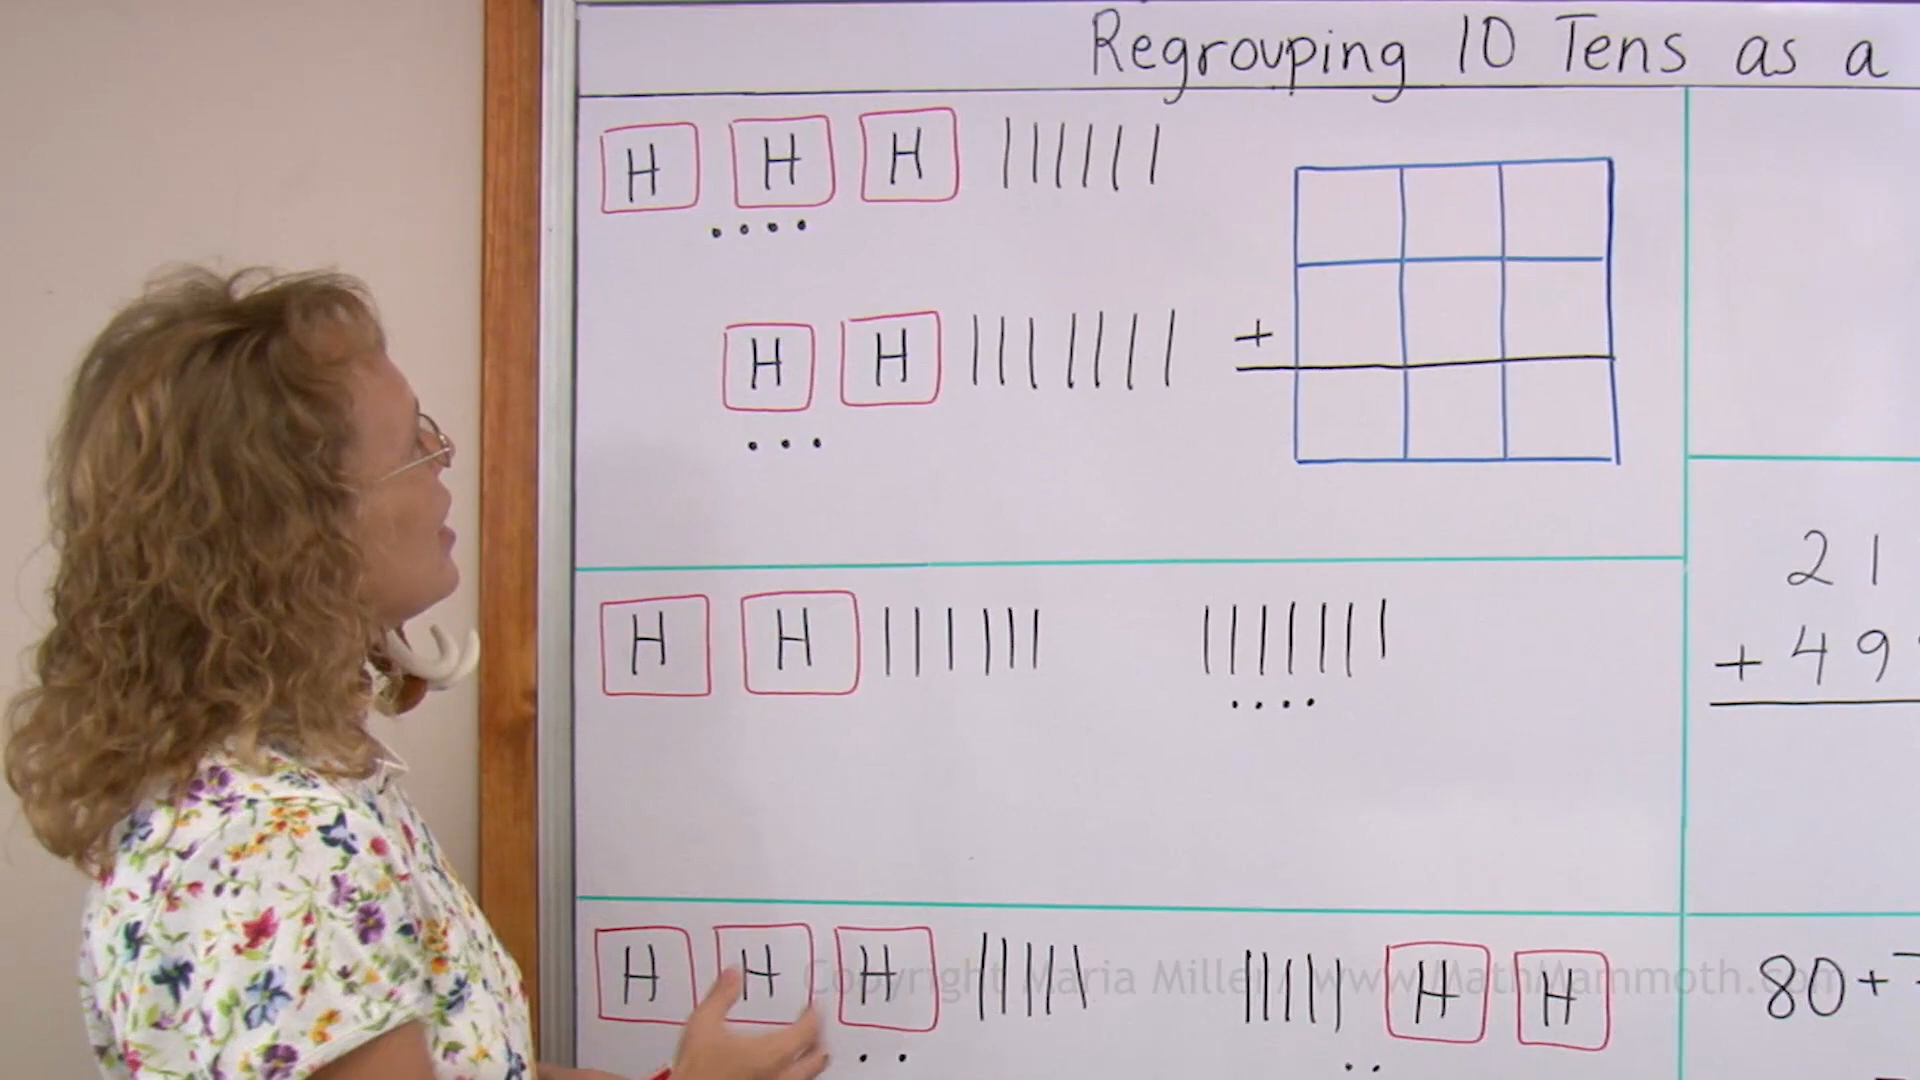 Regrouping 10 Tens as a
H H H
+
H H
H H
21
+ 49
H H H
H H
80+
Copyright Maria Miller / www.MathMammoth.com